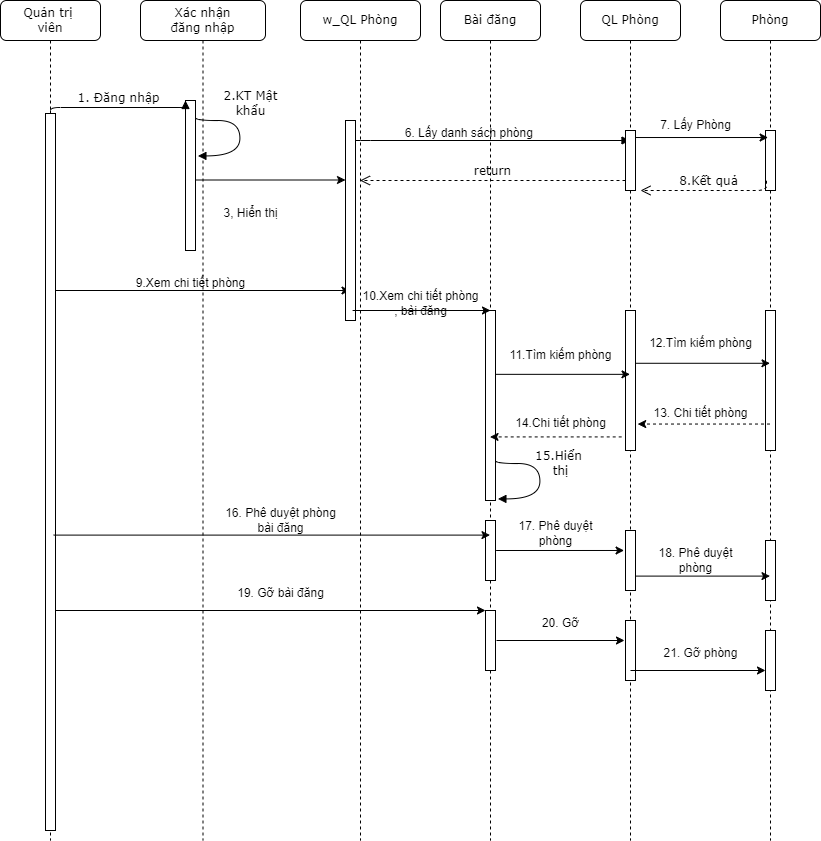 Quản trị
viên
Xác nhận
đăng nhập
w_QL Phòng
Bài đăng
QL Phòng
Phòng
1. Đăng nhập
2.KT Mật
khẩu
6. Lấy danh sách phòng
7. Lấy Phòng
return
8.Kết quả
3, Hiển thị
9.Xem chi tiết phòng
10.Xem chi tiết phòng
, bài đăng
11.Tìm kiếm phòng
12.Tìm kiếm phòng
13. Chi tiết phòng
14.Chi tiết phòng
15.Hiển
thị
16. Phê duyệt phòng
bài đăng
17. Phê duyệt
phòng
18. Phê duyệt
phòng
19. Gỡ bài đăng
20. Gỡ
21. Gỡ phòng